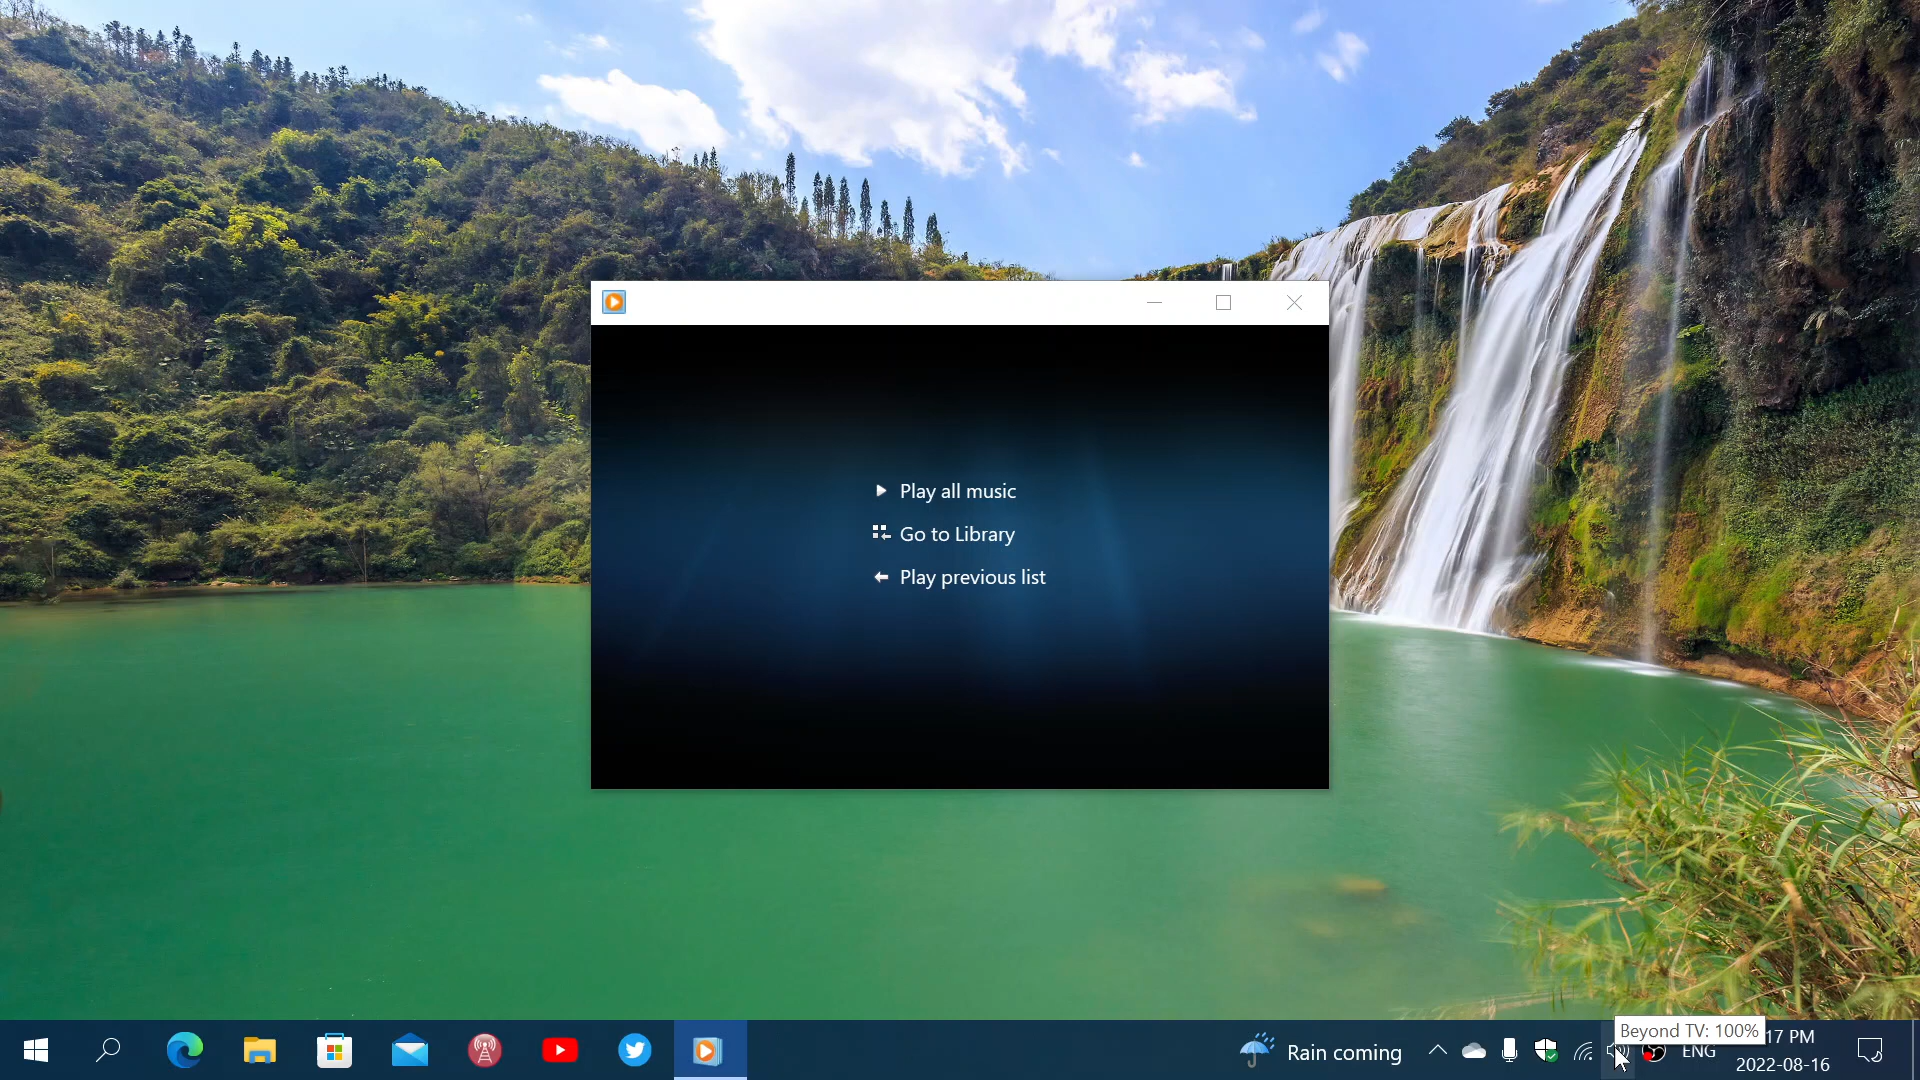 Play all music
Go to Library
Play previous list
Rain coming
Beyond TV: 100%
ENG
17 PM
2022-08-16